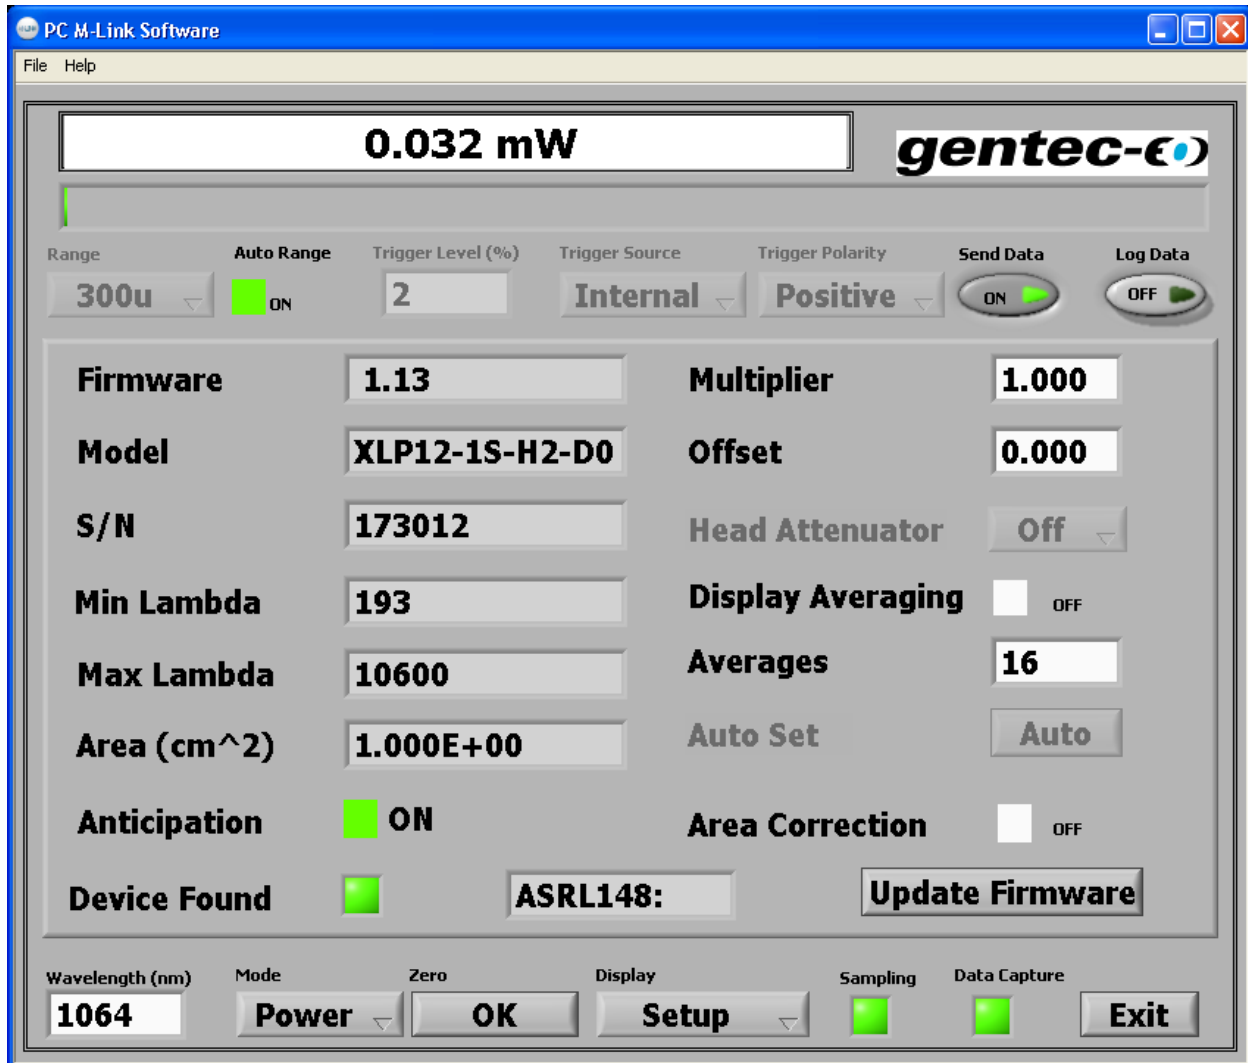 PC M-Link Software
File Help
0.032 mW
gentec-EO
Range
Auto Range
Trigger Level (%)
Trigger Source
Trigger Polarity
Send Data
Log Data
300u
ON
2
Internal
Positive
ON
OFF
Firmware
1.13
Multiplier
1.000
Model
XLP12-1S-H2-D0
Offset
0.000
S/N
173012
Head Attenuator
Off
Min Lambda
193
Display Averaging
OFF
Max Lambda
10600
Averages
16
Area (cm^2)
1.000E+00
Auto Set
Auto
Anticipation
ON
Area Correction
OFF
Device Found
ASRL148:
Update Firmware
Wavelength (nm)
Mode
Zero
Display
Sampling
Data Capture
1064
Power
OK
Setup
Exit